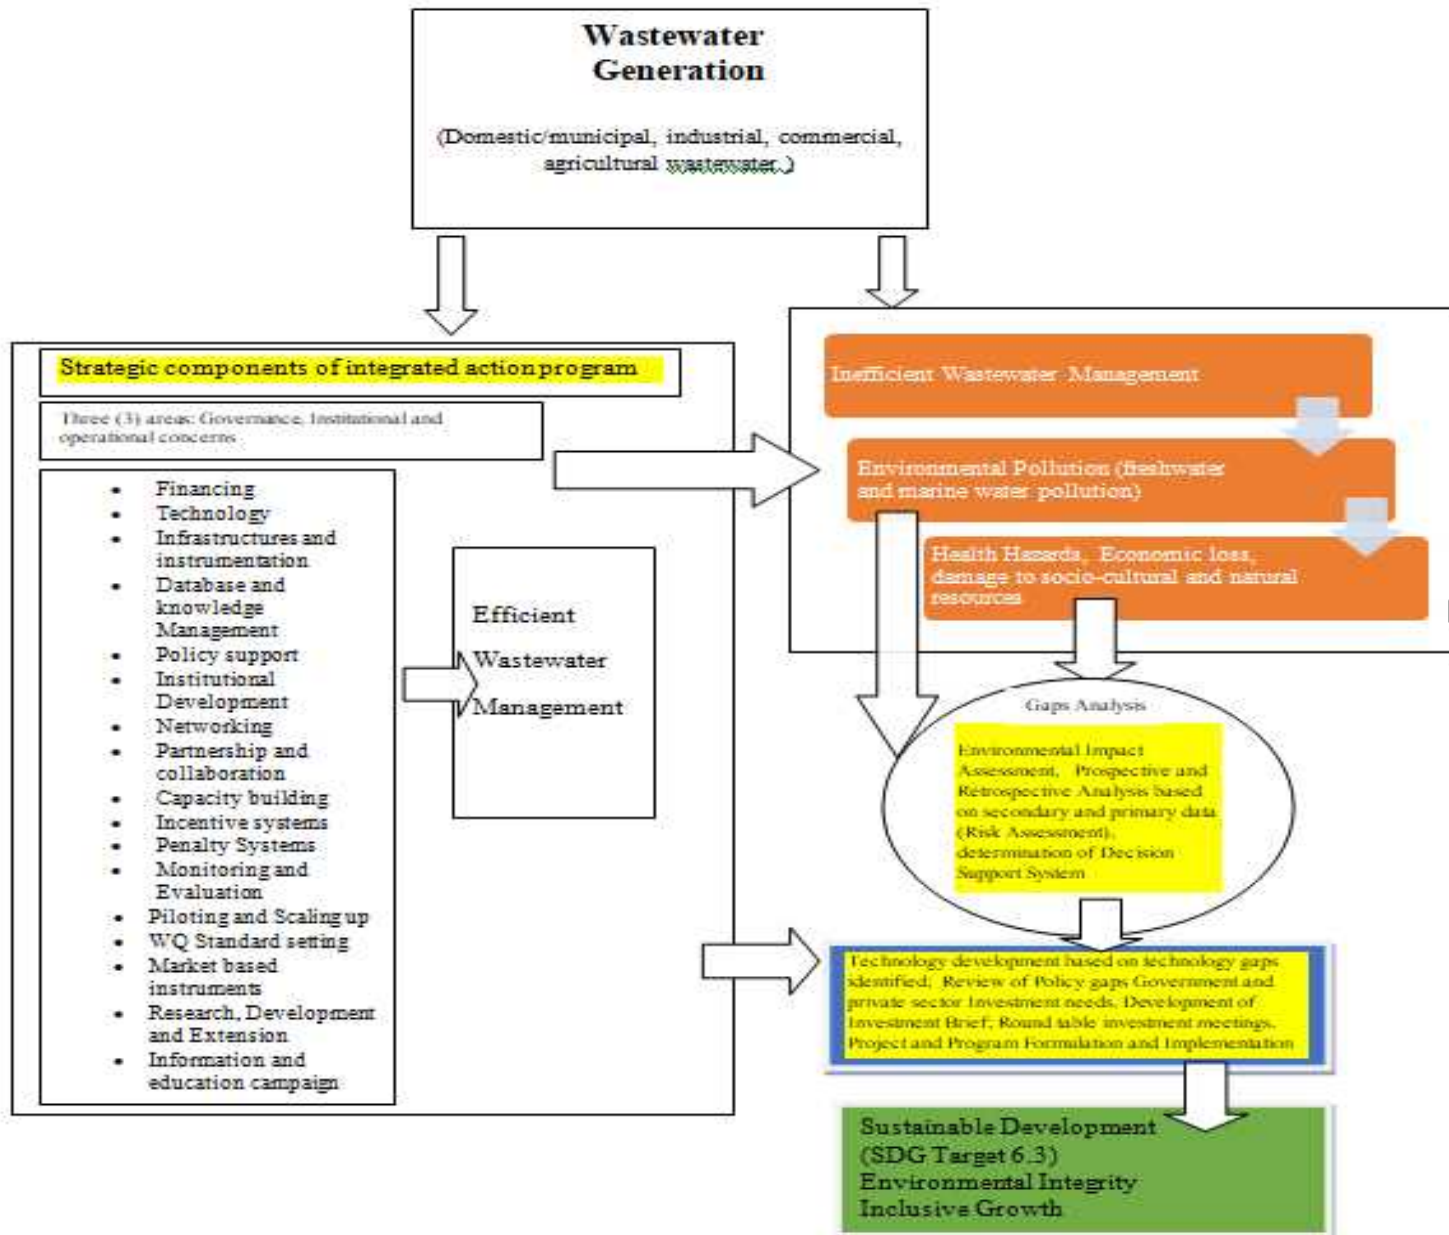 Wastewater
Generation
(Domestic/municipal, industrial, commercial,
agricultural wastewater,)
Strategic components of integrated action program
Three (3) areas: Governance, Institutional and
operational concerns
• Financing
• Technology
• Infrastructures and
instrumentation
• Database and
knowledge
Management
• Policy support
• Institutional
Development
• Networking
• Partnership and
collaboration
• Capacity building
• Incentive systems
• Penalty Systems
• Monitoring and
Evaluation
• Piloting and Scaling up
• WQ Standard setting
• Market based
instruments
• Research, Development
and Extension
• Information and
education campaign
Efficient
Wastewater
Management
Inefficient Wastewater Management
Environmental Pollution (freshwater
and marine water pollution)
Health Hazards, Economic loss,
damage to socio-cultural and natural
resources
Gaps Analysis
Environmental Impact
Assessment, Prospective and
Retrospective Analysis based
on secondary and primary data
(Risk Assessment),
determination of Decision
Support System
Technology development based on technology gaps
identified; Review of Policy gaps Government and
private sector Investment needs, Development of
Investment Brief; Round table investment meetings,
Project and Program Formulation and Implementation
Sustainable Development
(SDG Target 6.3)
Environmental Integrity
Inclusive Growth